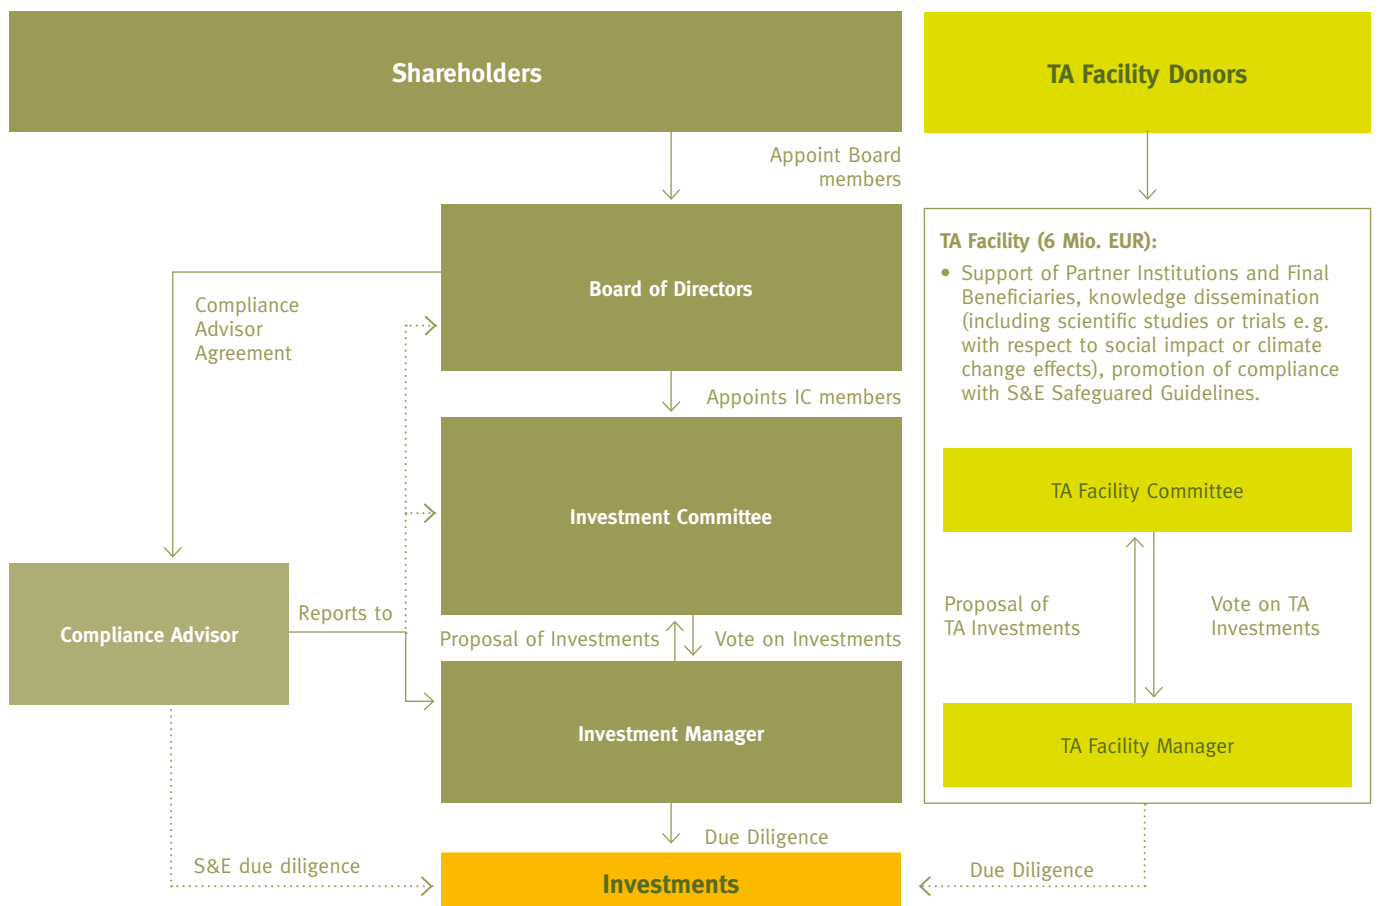 Shareholders
TA Facility Donors
Appoint Board
members
TA Facility (6 Mio. EUR):
• Support of Partner Institutions and Final
Beneficiaries, knowledge dissemination
(including scientific studies or trials e. g.
with respect to social impact or climate
change effects), promotion of compliance
with S&E Safeguared Guidelines.
Board of Directors
Compliance
Advisor
Agreement
Appoints IC members
Investment Committee
TA Facility Committee
Compliance Advisor
Reports to
Proposal of Investments
Vote on Investments
Proposal of
TA Investments
Vote on TA
Investments
Investment Manager
TA Facility Manager
Due Diligence
S&E due diligence
Investments
Due Diligence